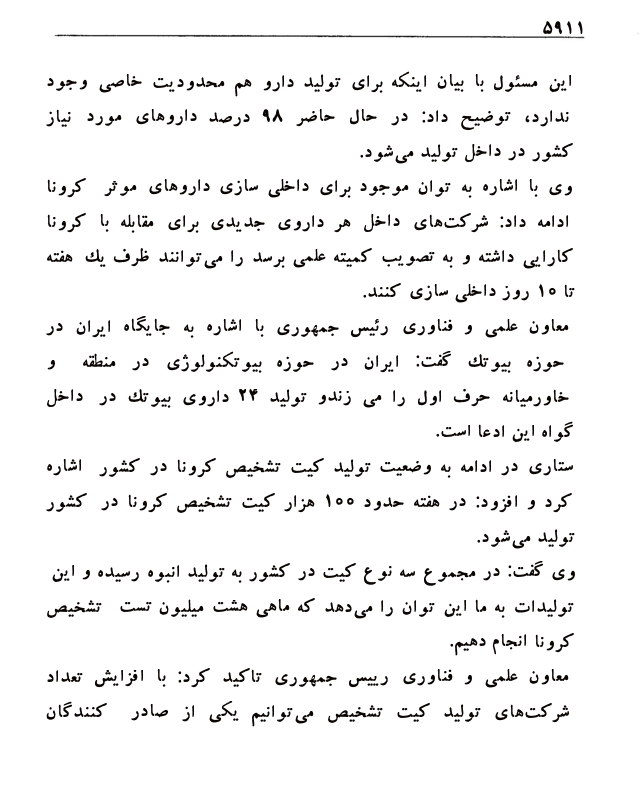 ۵۹۱۱
این مسئول با بیان اینکه برای تولید دارو هم محدودیت خاصی وجود
ندارد، توضیح داد: در حال حاضر ۹۸ درصد داروهای مورد نیاز
کشور در داخل تولید می‌شود.
وی با اشاره به توان موجود برای داخلی سازی داروهای موثر کرونا
ادامه داد: شرکت‌های داخل هر داروی جدیدی برای مقابله با کرونا
کارایی داشته و به تصویب کمیته علمی برسد را می‌توانند ظرف یك هفته
تا ۱۰ روز داخلی سازی کنند.
معاون علمی و فناوری رئیس جمهوری با اشاره به جایگاه ایران در
حوزه بیوتك گفت: ایران در حوزه بیوتکنولوژی در منطقه و
خاورمیانه حرف اول را می زندو تولید ۲۴ داروی بیوتك در داخل
گواه این ادعا است.
ستاری در ادامه به وضعیت تولید کیت تشخیص کرونا در کشور اشاره
کرد و افزود: در هفته حدود ۱۰۰ هزار کیت تشخیص کرونا در کشور
تولید می‌شود.
وی گفت: در مجموع سه نوع کیت در کشور به تولید انبوه رسیده و این
تولیدات به ما این توان را می‌دهد که ماهی هشت میلیون تست تشخیص
کرونا انجام دهیم.
معاون علمی و فناوری رییس جمهوری تاکید کرد: با افزایش تعداد
شرکت‌های تولید کیت تشخیص می‌توانیم یکی از صادر کنندگان